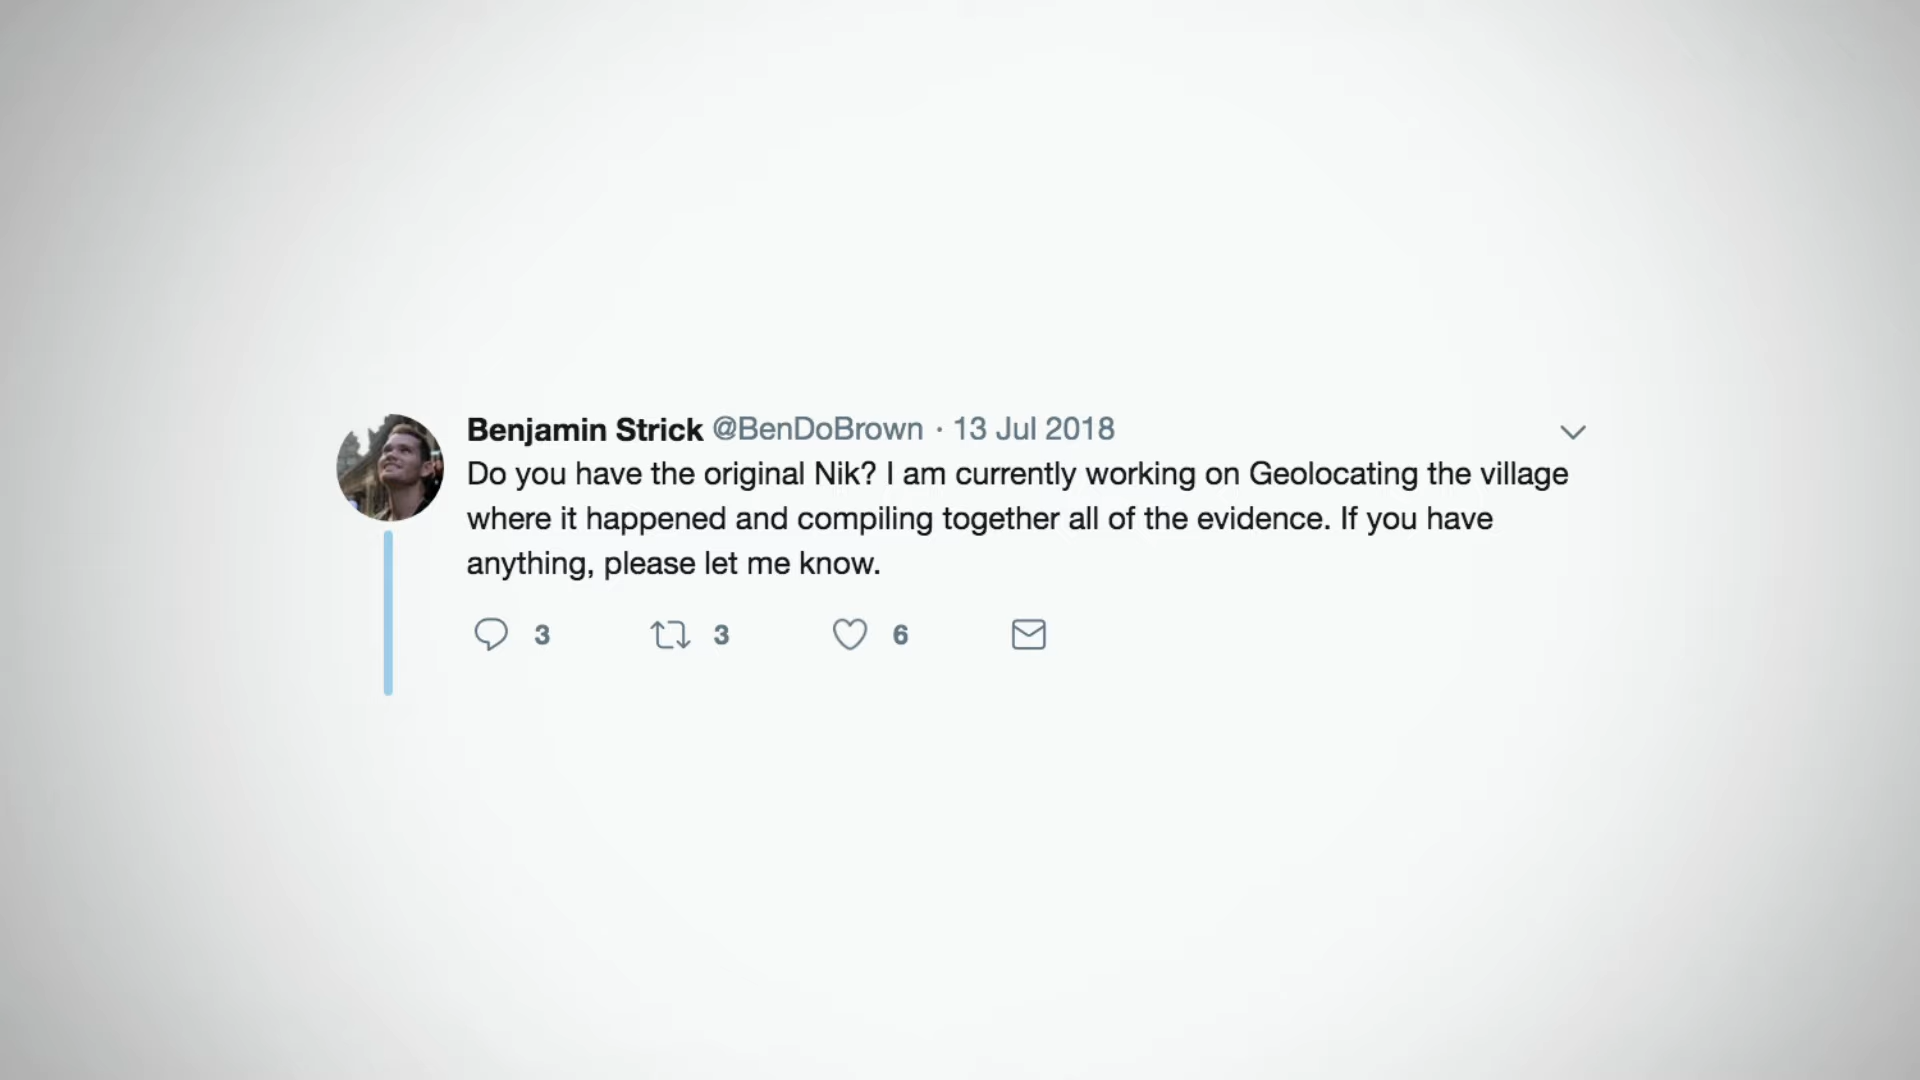 Benjamin Strick @BenDoBrown · 13 Jul 2018
Do you have the original Nik? I am currently working on Geolocating the village
where it happened and compiling together all of the evidence. If you have
anything, please let me know.
3 3 6